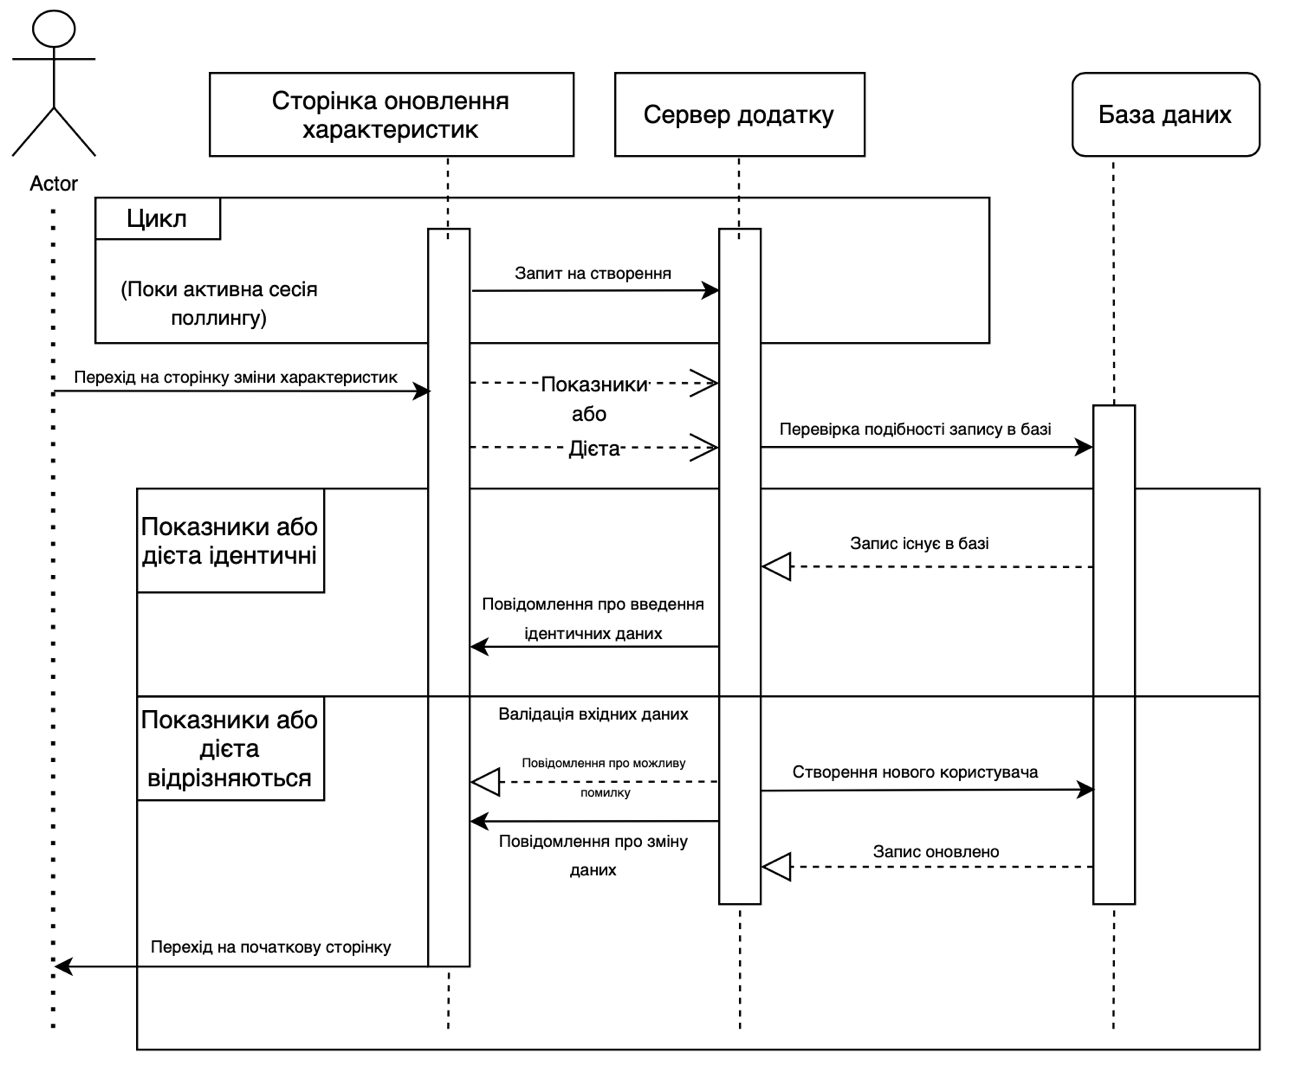 Сторінка оновлення
характеристик
Сервер додатку
База даних
Actor
Цикл
(Поки активна сесія
поллингу)
Запит на створення
Перехід на сторінку зміни характеристик
Показники
або
Дієта
Перевірка подібності запису в базі
Показники або
дієта ідентичні
Запис існує в базі
Повідомлення про введення
ідентичних даних
Показники або
дієта
відрізняються
Валідація вхідних даних
Повідомлення про можливу
помилку
Створення нового користувача
Повідомлення про зміну
даних
Запис оновлено
Перехід на початкову сторінку